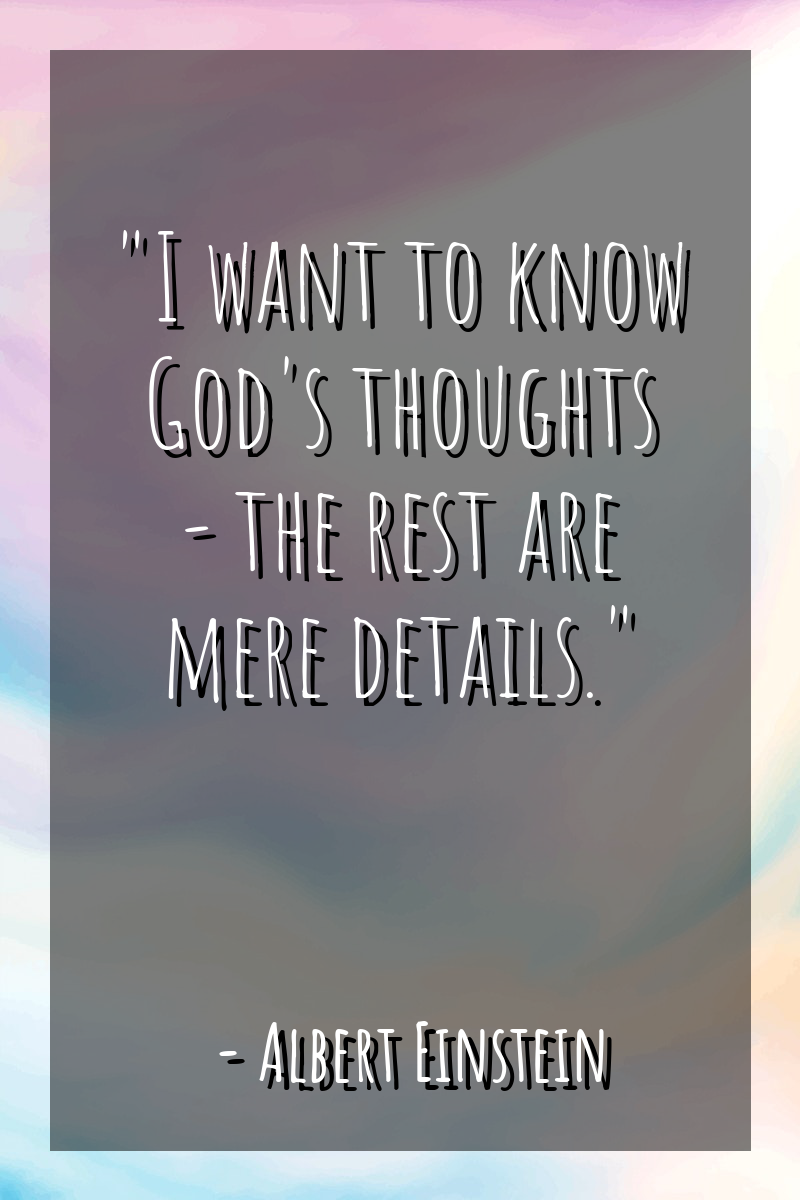 "'I want to know
God's thoughts
- the rest are
mere details.'"
- Albert Einstein